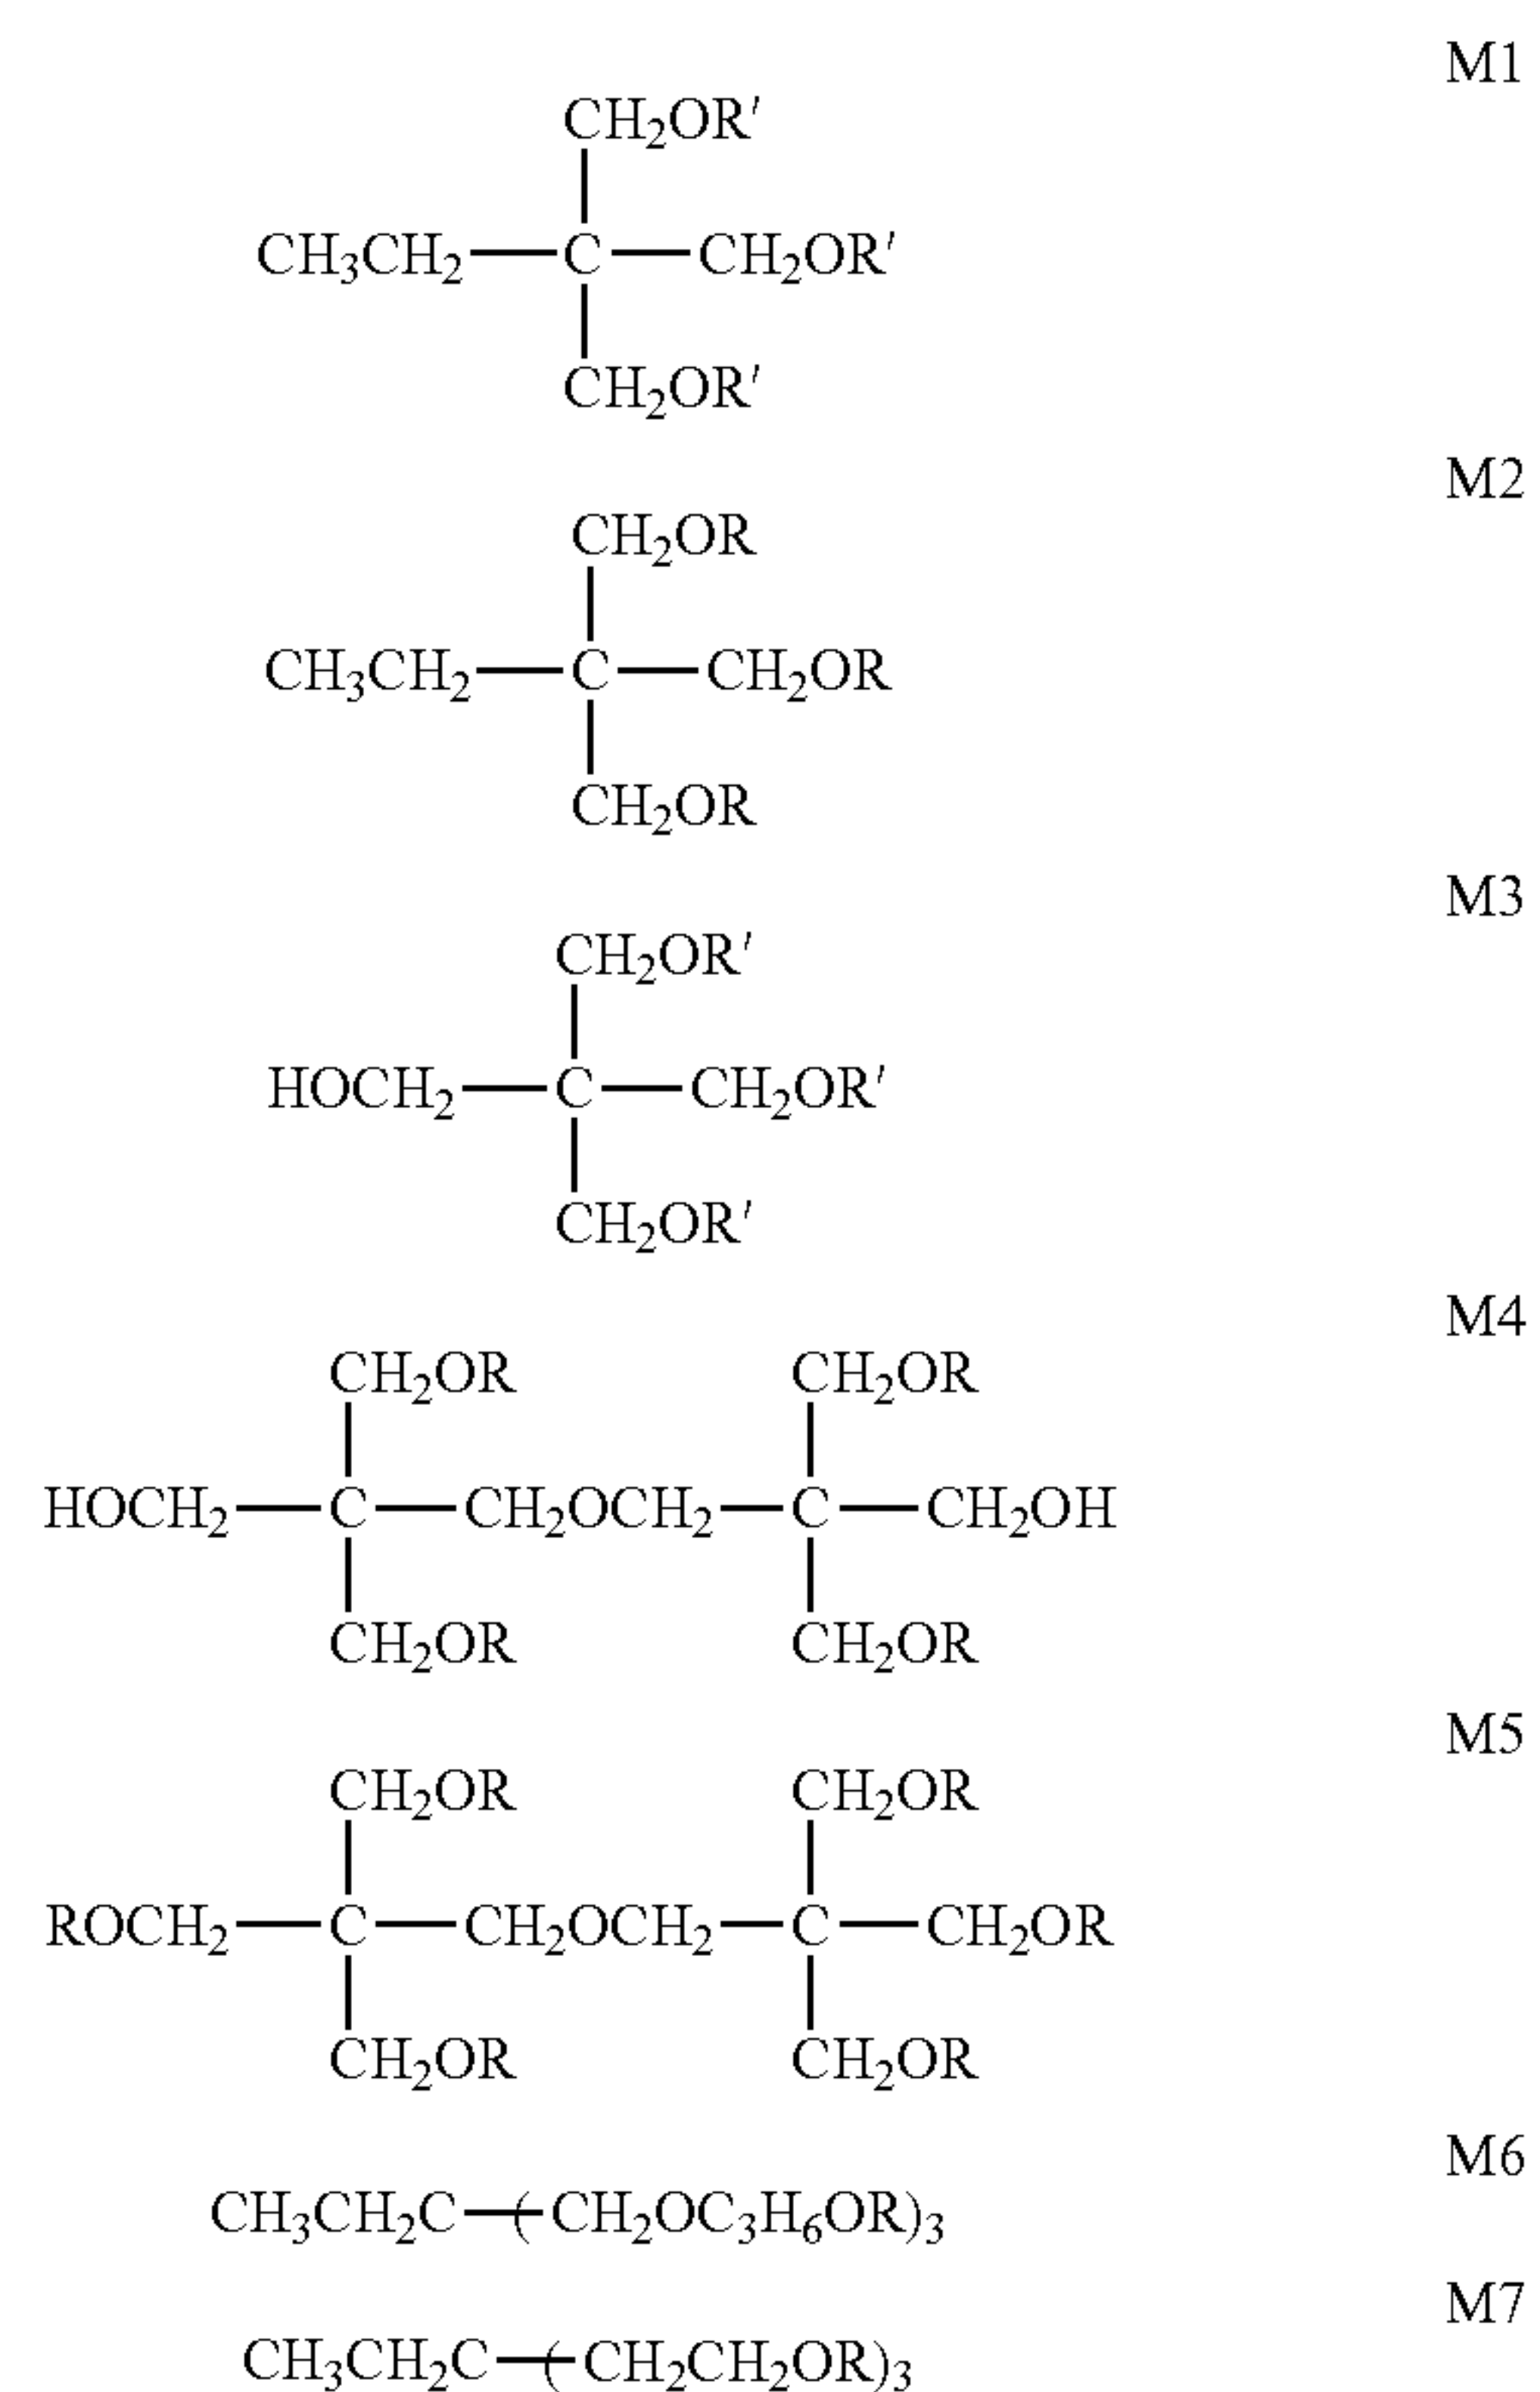 M1
CH₂OR'
CH₃CH₂—C—CH₂OR'
CH₂OR'
M2
CH₂OR
CH₃CH₂—C—CH₂OR
CH₂OR
M3
CH₂OR'
HOCH₂—C—CH₂OR'
CH₂OR'
M4
CH₂OR CH₂OR
HOCH₂—C—CH₂OCH₂—C—CH₂OH
CH₂OR CH₂OR
M5
CH₂OR CH₂OR
ROCH₂—C—CH₂OCH₂—C—CH₂OR
CH₂OR CH₂OR
M6
CH₃CH₂C—(CH₂OC₃H₆OR)₃
M7
CH₃CH₂C—(CH₂CH₂OR)₃